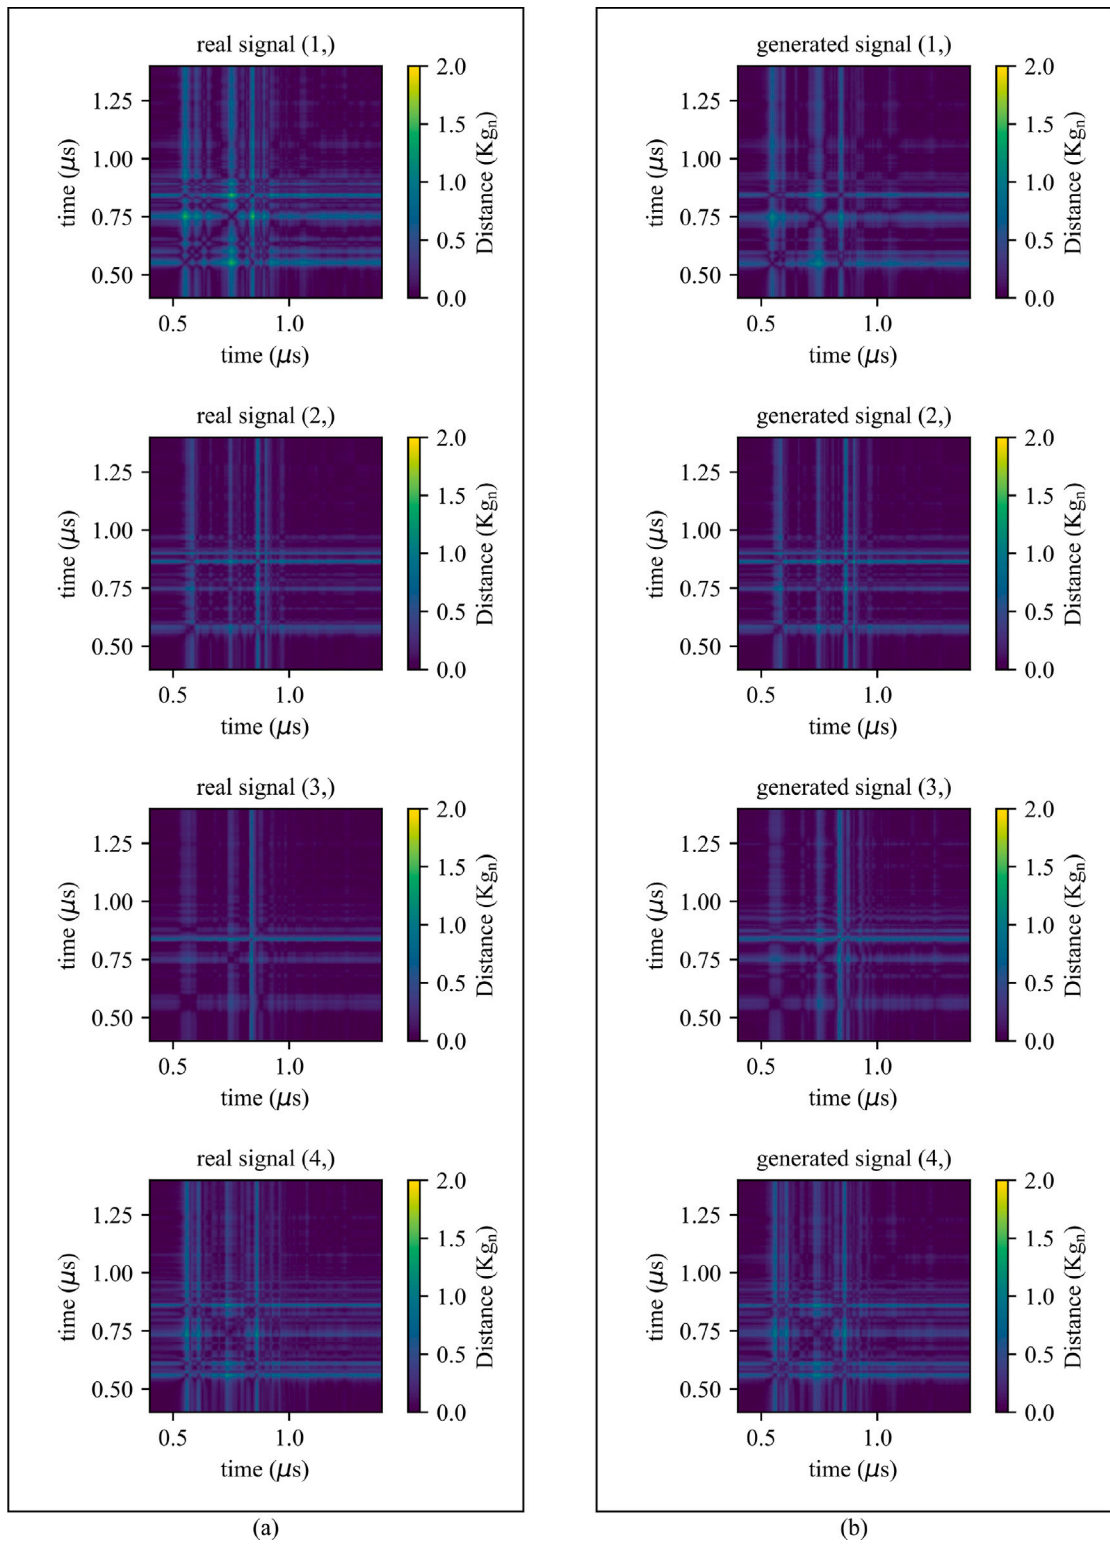 real signal (1,)
2.0
1.25
1.5
1.00
time (μs)
1.0
Distance (Kgn)
0.75
0.5
0.50
0.0
0.5 1.0
time (μs)
real signal (2,)
2.0
1.25
1.5
1.00
time (μs)
1.0
Distance (Kgn)
0.75
0.5
0.50
0.0
0.5 1.0
time (μs)
real signal (3,)
2.0
1.25
1.5
1.00
time (μs)
1.0
Distance (Kgn)
0.75
0.5
0.50
0.0
0.5 1.0
time (μs)
real signal (4,)
2.0
1.25
1.5
1.00
time (μs)
1.0
Distance (Kgn)
0.75
0.5
0.50
0.0
0.5 1.0
time (μs)
(a)
generated signal (1,)
2.0
1.25
1.5
1.00
time (μs)
1.0
Distance (Kgn)
0.75
0.5
0.50
0.0
0.5 1.0
time (μs)
generated signal (2,)
2.0
1.25
1.5
1.00
time (μs)
1.0
Distance (Kgn)
0.75
0.5
0.50
0.0
0.5 1.0
time (μs)
generated signal (3,)
2.0
1.25
1.5
1.00
time (μs)
1.0
Distance (Kgn)
0.75
0.5
0.50
0.0
0.5 1.0
time (μs)
generated signal (4,)
2.0
1.25
1.5
1.00
time (μs)
1.0
Distance (Kgn)
0.75
0.5
0.50
0.0
0.5 1.0
time (μs)
(b)